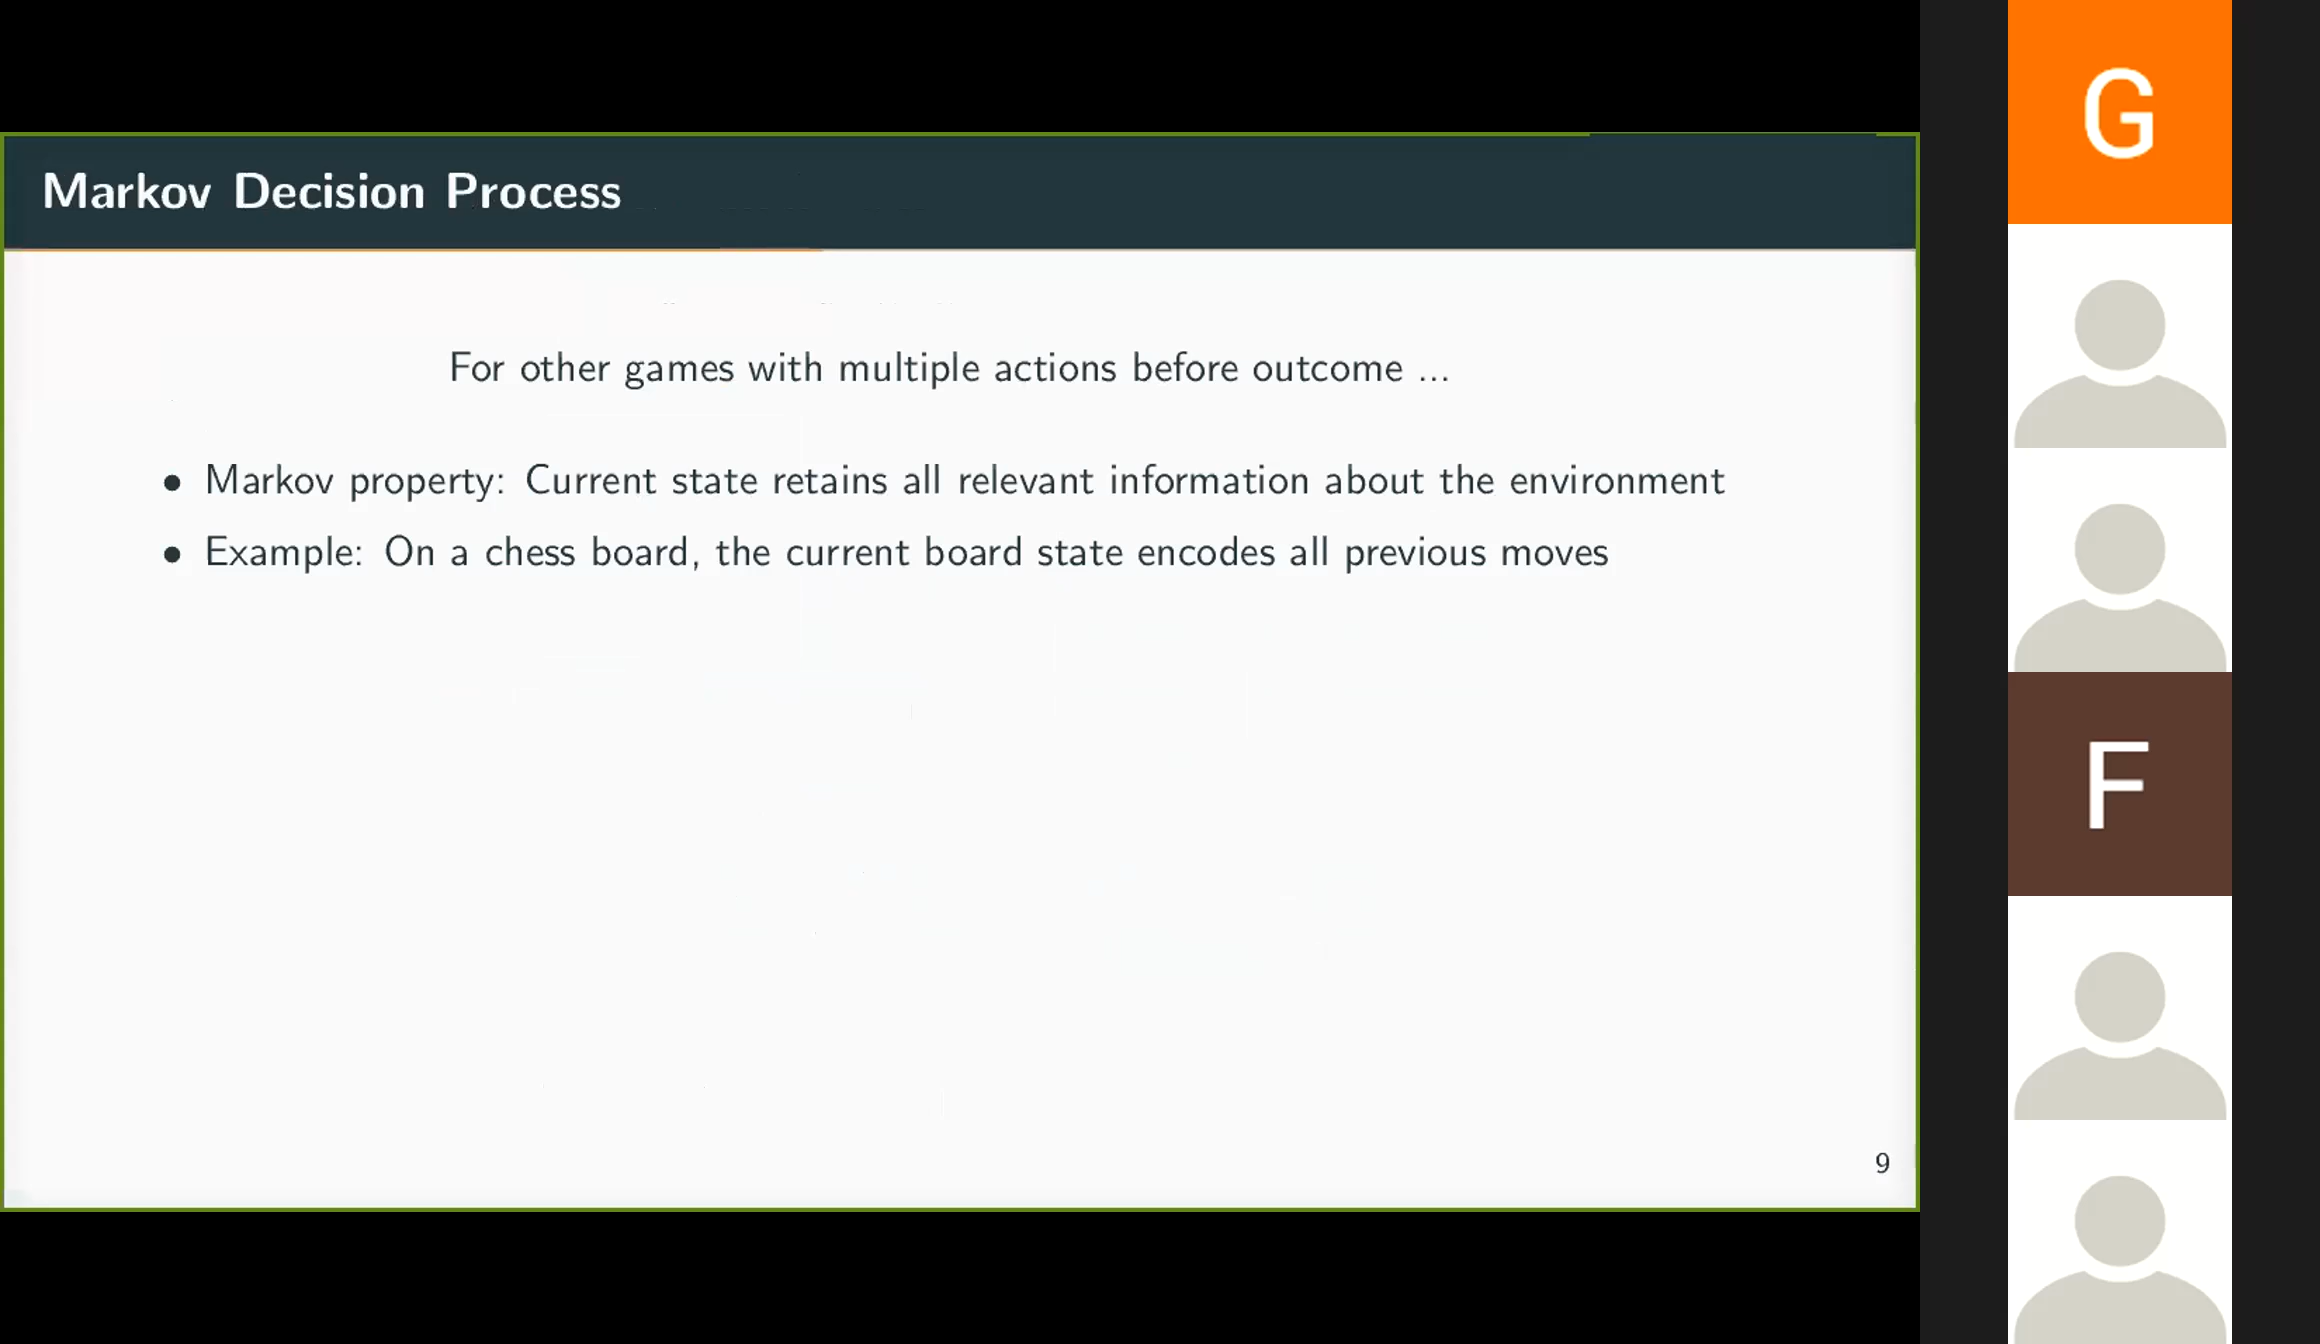 Markov Decision Process
For other games with multiple actions before outcome ...
• Markov property: Current state retains all relevant information about the environment
• Example: On a chess board, the current board state encodes all previous moves
9
G
F